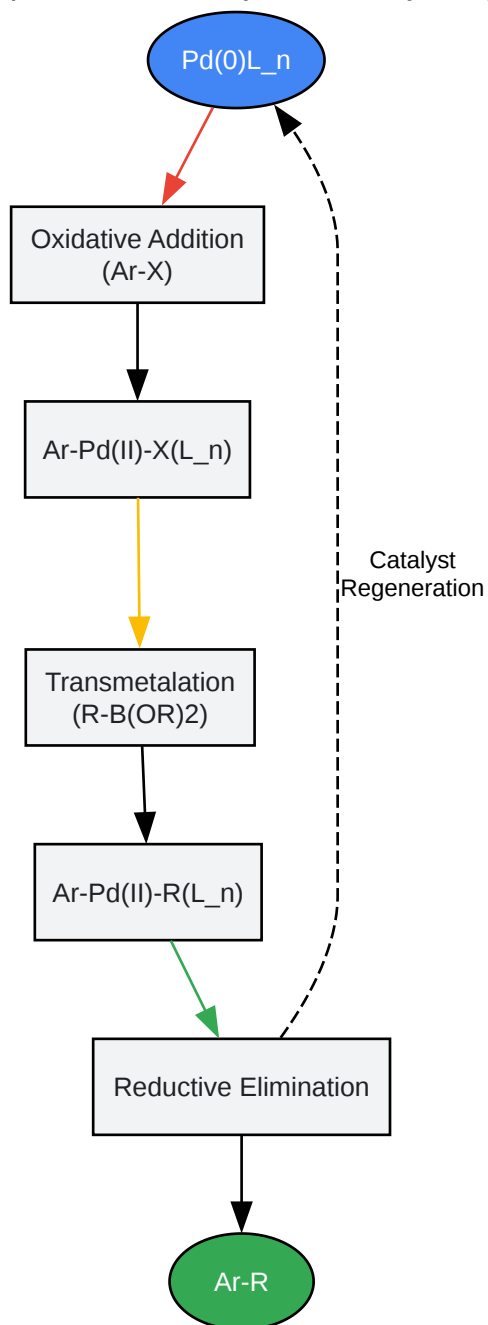 Pd(0)L_n
Oxidative Addition
(Ar-X)
Ar-Pd(II)-X(L_n)
Catalyst
Regeneration
Transmetalation
(R-B(OR)2)
Ar-Pd(II)-R(L_n)
Reductive Elimination
Ar-R